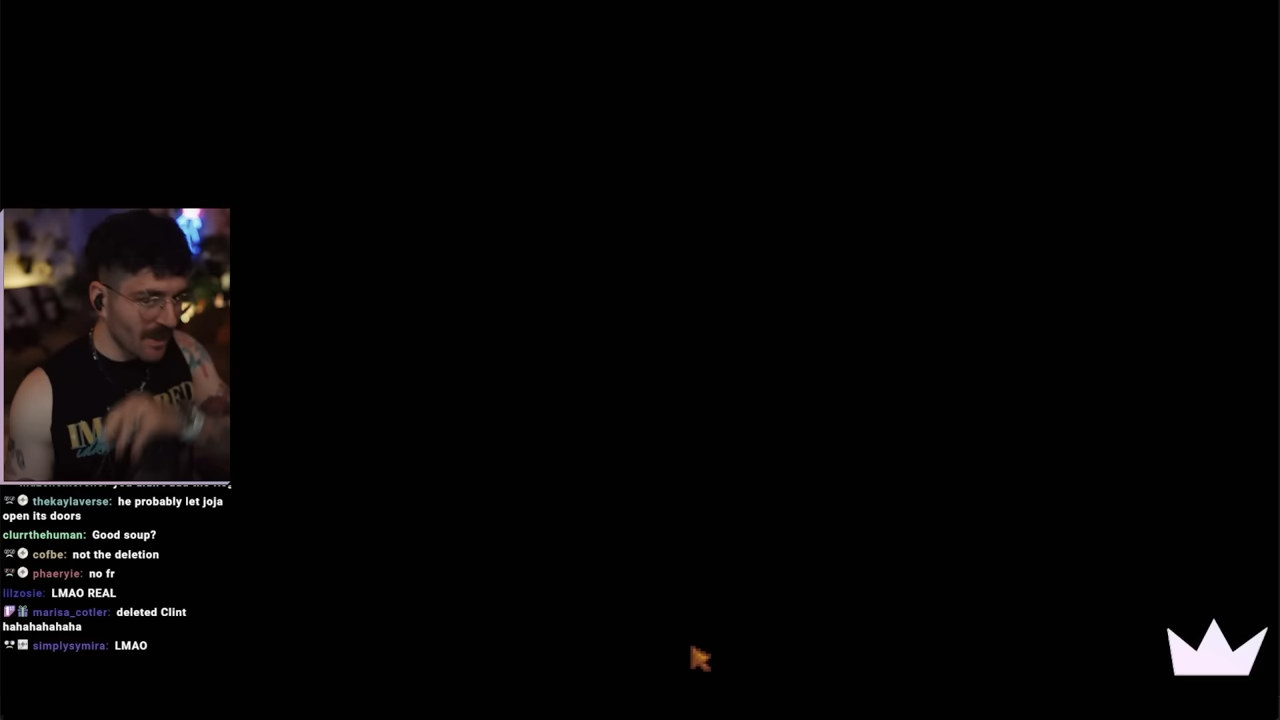 thekaylaverse: he probably let joja
open its doors
clurrthehuman: Good soup?
cofbe: not the deletion
phaeryie: no fr
lilzosie: LMAO REAL
marisa_cotler: deleted Clint
hahahahahaha
simplysymira: LMAO